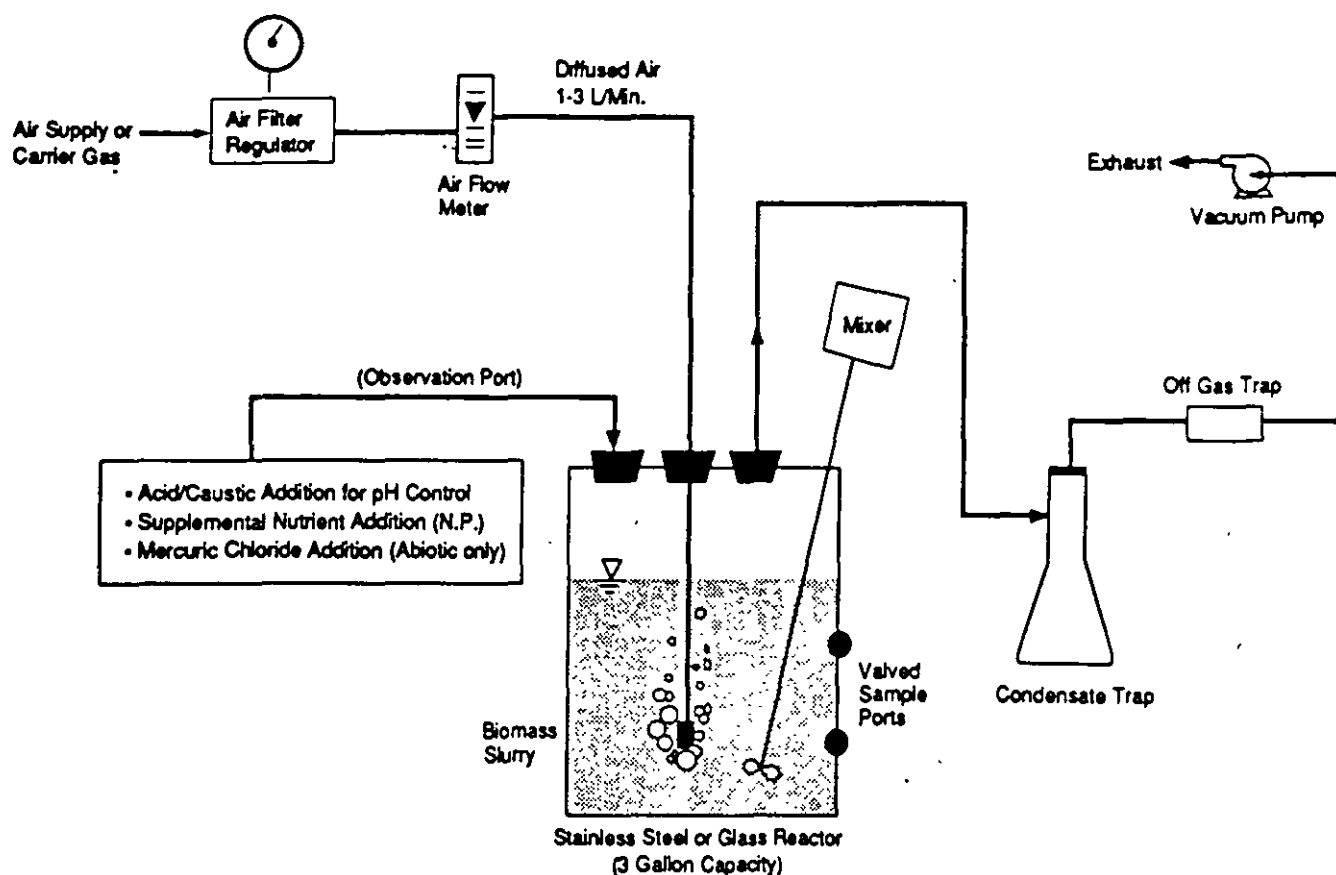 Diffused Air
1-3 L/Min.
Air Supply or
Carrier Gas
Air Filter
Regulator
Air Flow
Meter
Exhaust
Vacuum Pump
Mixer
(Observation Port)
Off Gas Trap
• Acid/Caustic Addition for pH Control
• Supplemental Nutrient Addition (N.P.)
• Mercuric Chloride Addition (Abiotic only)
Valved
Sample
Ports
Condensate Trap
Biomass
Slurry
Stainless Steel or Glass Reactor
(3 Gallon Capacity)